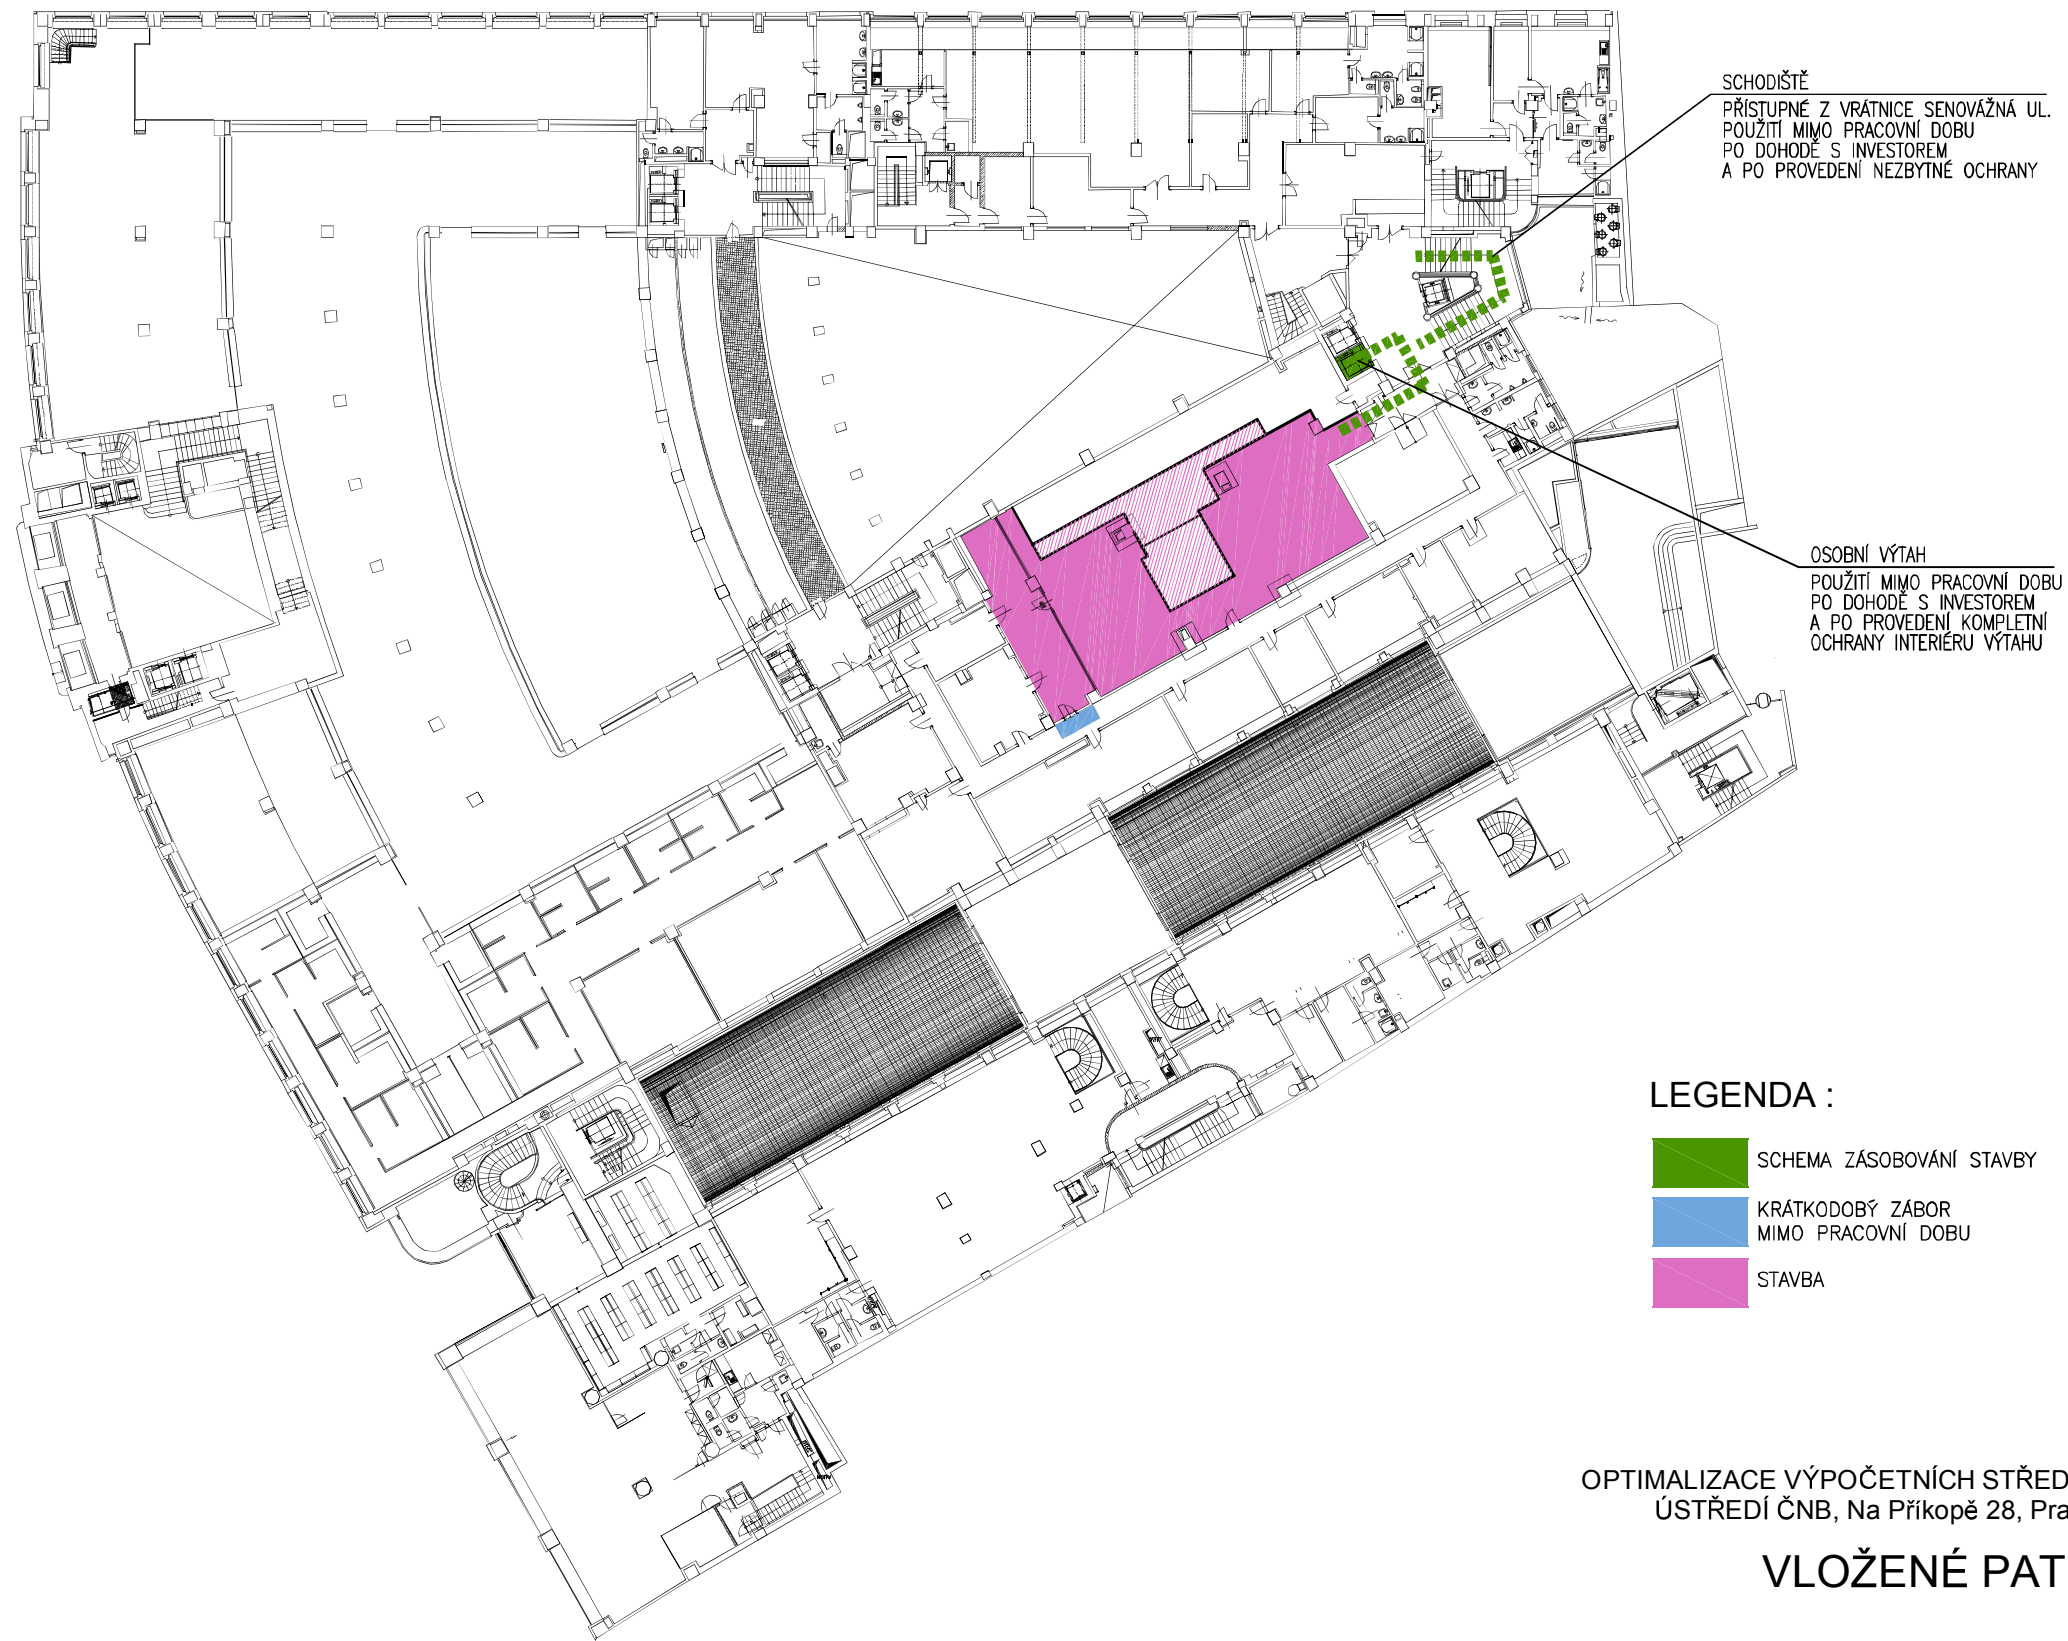 SCHODIŠTĚ
PŘÍSTUPNÉ Z VRÁTNICE SENOVÁŽNÁ UL.
POUŽITÍ MIMO PRACOVNÍ DOBU
PO DOHODĚ S INVESTOREM
A PO PROVEDENÍ NEZBYTNÉ OCHRANY
OSOBNÍ VÝTAH
POUŽITÍ MIMO PRACOVNÍ DOBU
PO DOHODĚ S INVESTOREM
A PO PROVEDENÍ KOMPLETNÍ
OCHRANY INTERIÉRU VÝTAHU
LEGENDA :
SCHEMA ZÁSOBOVÁNÍ STAVBY
KRÁTKODOBÝ ZÁBOR
MIMO PRACOVNÍ DOBU
STAVBA
OPTIMALIZACE VÝPOČETNÍCH STŘED
ÚSTŘEDÍ ČNB, Na Příkopě 28, Pra
VLOŽENÉ PAT